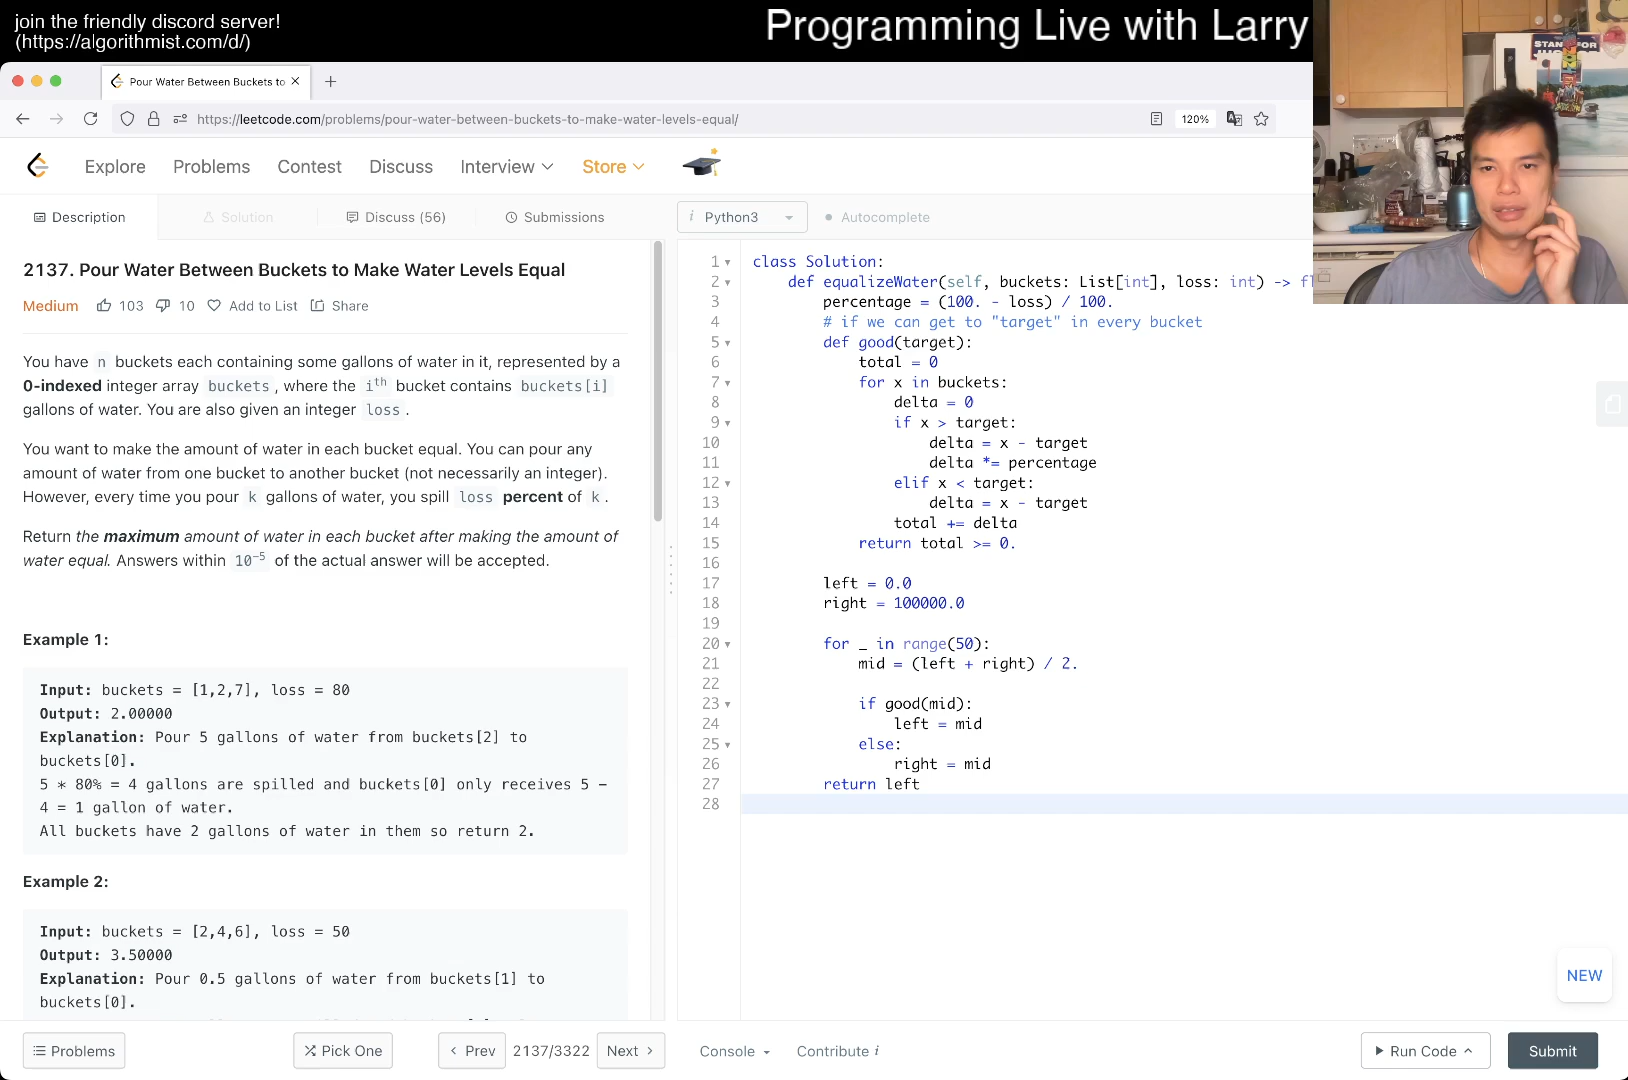 join the friendly discord server!
(https://algorithmist.com/d/)
Programming Live with Larry
Pour Water Between Buckets to
https://leetcode.com/problems/pour-water-between-buckets-to-make-water-levels-equal/
120%
Explore
Problems
Contest
Discuss
Interview
Store
Description
Solution
Discuss (56)
Submissions
i Python3
Autocomplete
2137. Pour Water Between Buckets to Make Water Levels Equal
Medium 103 10 Add to List Share
You have n buckets each containing some gallons of water in it, represented by a
0-indexed integer array buckets, where the ith bucket contains buckets[i]
gallons of water. You are also given an integer loss.
You want to make the amount of water in each bucket equal. You can pour any
amount of water from one bucket to another bucket (not necessarily an integer).
However, every time you pour k gallons of water, you spill loss percent of k.
Return the maximum amount of water in each bucket after making the amount of
water equal. Answers within 10-5 of the actual answer will be accepted.
Example 1:
Input: buckets = [1,2,7], loss = 80
Output: 2.00000
Explanation: Pour 5 gallons of water from buckets[2] to
buckets[0].
5 * 80% = 4 gallons are spilled and buckets[0] only receives 5 -
4 = 1 gallon of water.
All buckets have 2 gallons of water in them so return 2.
Example 2:
Input: buckets = [2,4,6], loss = 50
Output: 3.50000
Explanation: Pour 0.5 gallons of water from buckets[1] to
buckets[0].
1 class Solution:
2 def equalizeWater(self, buckets: List[int], loss: int) -> fl
3 percentage = (100. - loss) / 100.
4 # if we can get to "target" in every bucket
5 def good(target):
6 total = 0
7 for x in buckets:
8 delta = 0
9 if x > target:
10 delta = x - target
11 delta *= percentage
12 elif x < target:
13 delta = x - target
14 total += delta
15 return total >= 0.
16
17 left = 0.0
18 right = 100000.0
19
20 for _ in range(50):
21 mid = (left + right) / 2.
22
23 if good(mid):
24 left = mid
25 else:
26 right = mid
27 return left
28
NEW
Problems
Pick One
Prev
2137/3322
Next
Console
Contribute i
Run Code
Submit